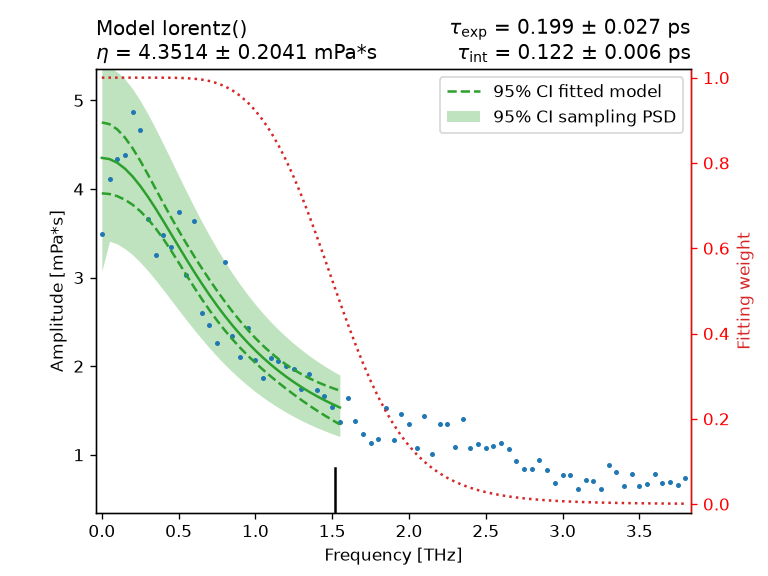 Model lorentz()
η = 4.3514 ± 0.2041 mPa*s
τexp = 0.199 ± 0.027 ps
τint = 0.122 ± 0.006 ps
95% CI fitted model
95% CI sampling PSD
Amplitude [mPa*s]
5
4
3
2
1
1.0
0.8
0.6
0.4
0.2
0.0
Fitting weight
0.0 0.5 1.0 1.5 2.0 2.5 3.0 3.5
Frequency [THz]